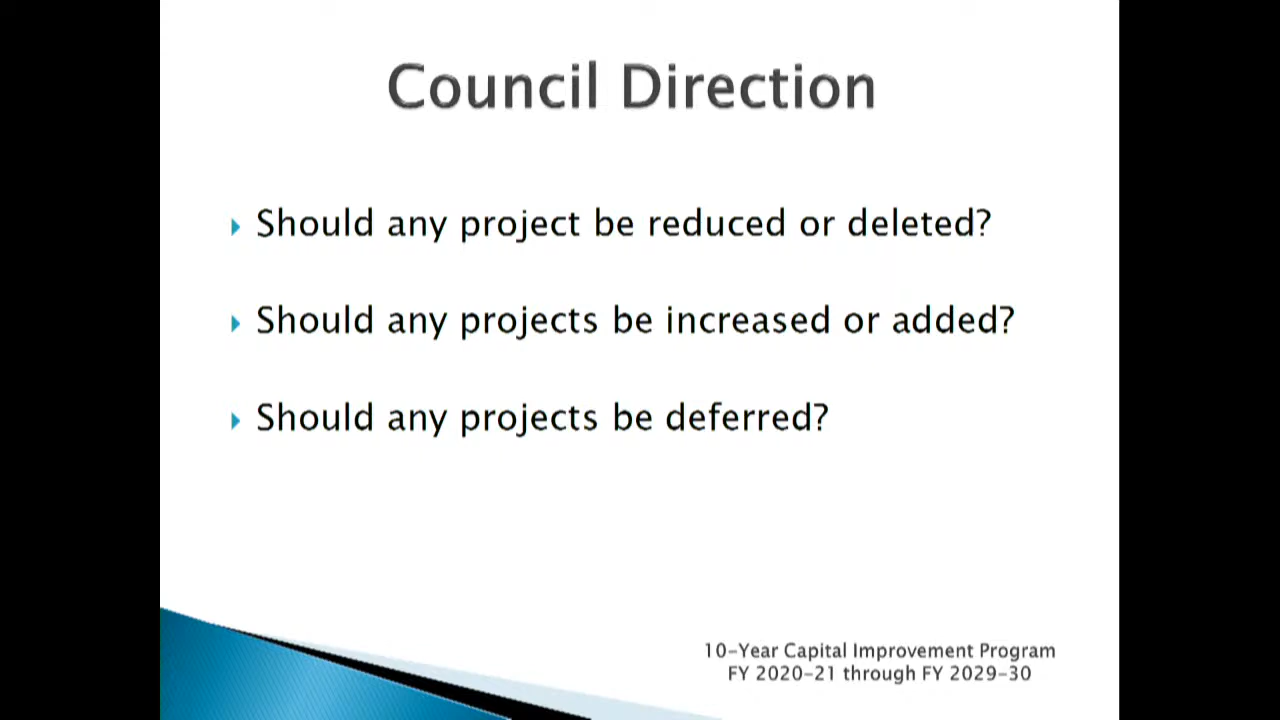 Council Direction
Should any project be reduced or deleted?
Should any projects be increased or added?
Should any projects be deferred?
10-Year Capital Improvement Program
FY 2020-21 through FY 2029-30